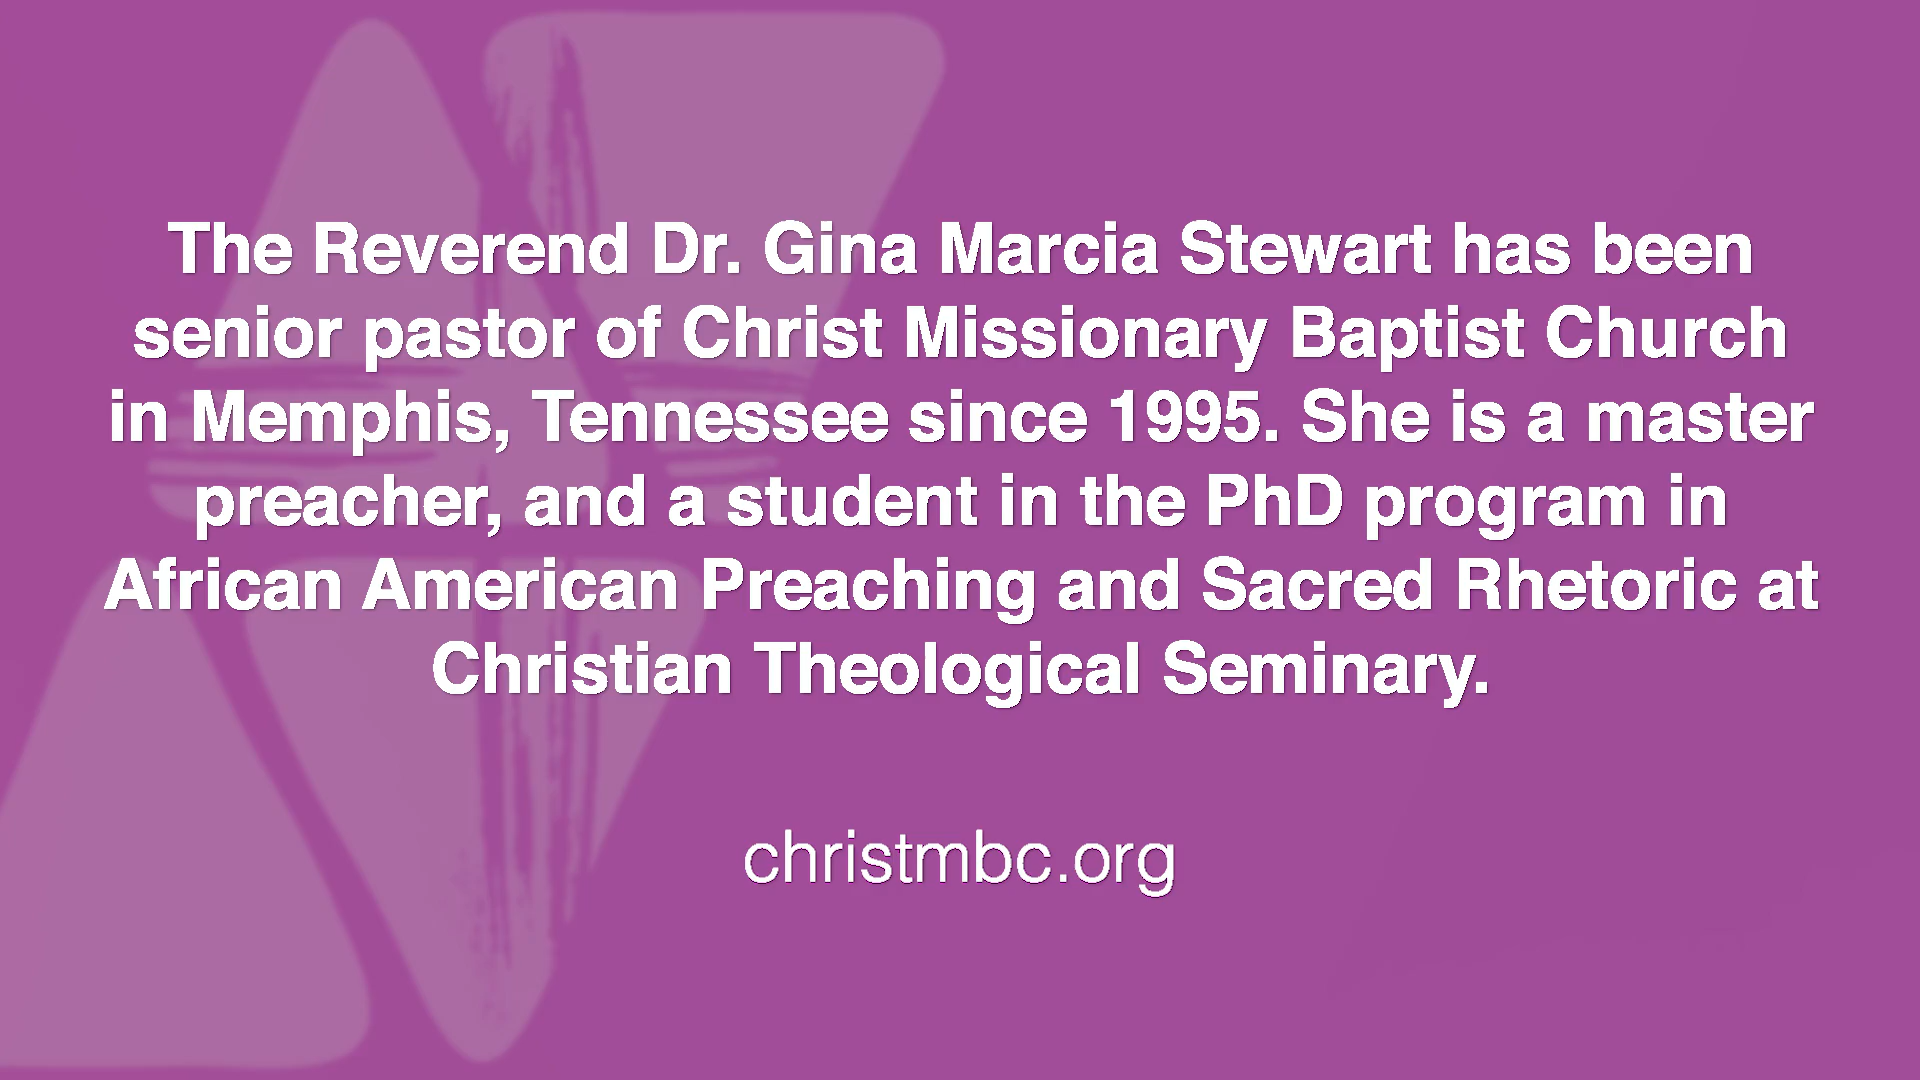 The Reverend Dr. Gina Marcia Stewart has been
senior pastor of Christ Missionary Baptist Church
in Memphis, Tennessee since 1995. She is a master
preacher, and a student in the PhD program in
African American Preaching and Sacred Rhetoric at
Christian Theological Seminary.
christmbc.org